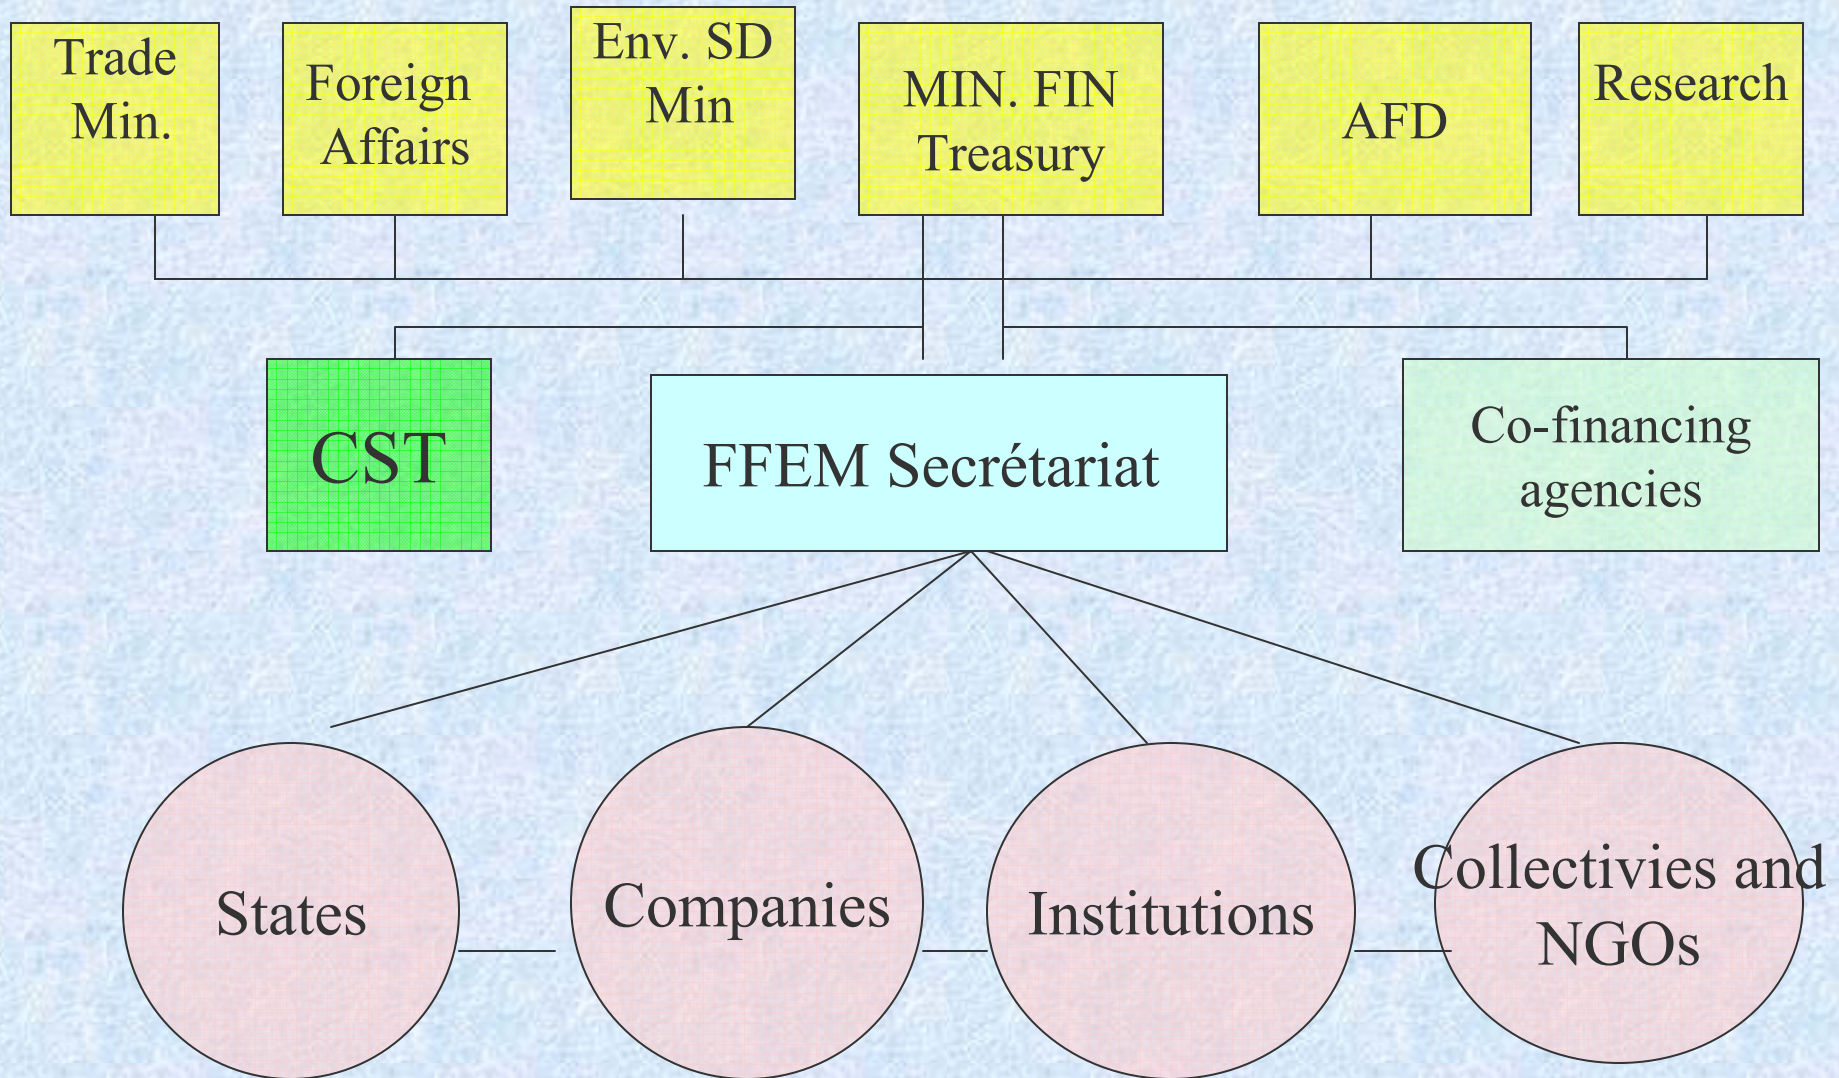 Trade
Min.
Foreign
Affairs
Env. SD
Min
MIN. FIN
Treasury
AFD
Research
CST
FFEM Secrétariat
Co-financing
agencies
States
Companies
Institutions
Collectivies and
NGOs